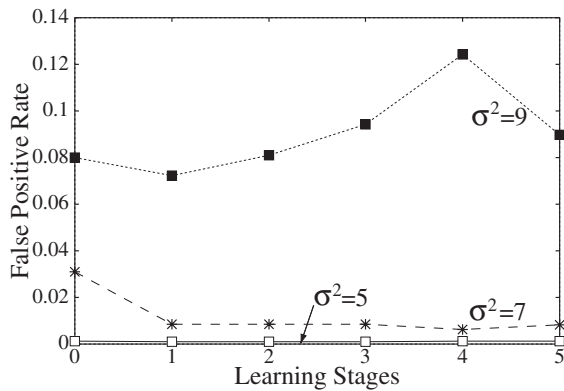 0.14
0.12
0.1
0.08
0.06
0.04
0.02
0
False Positive Rate
σ²=9
σ²=5
σ²=7
0 1 2 3 4 5
Learning Stages